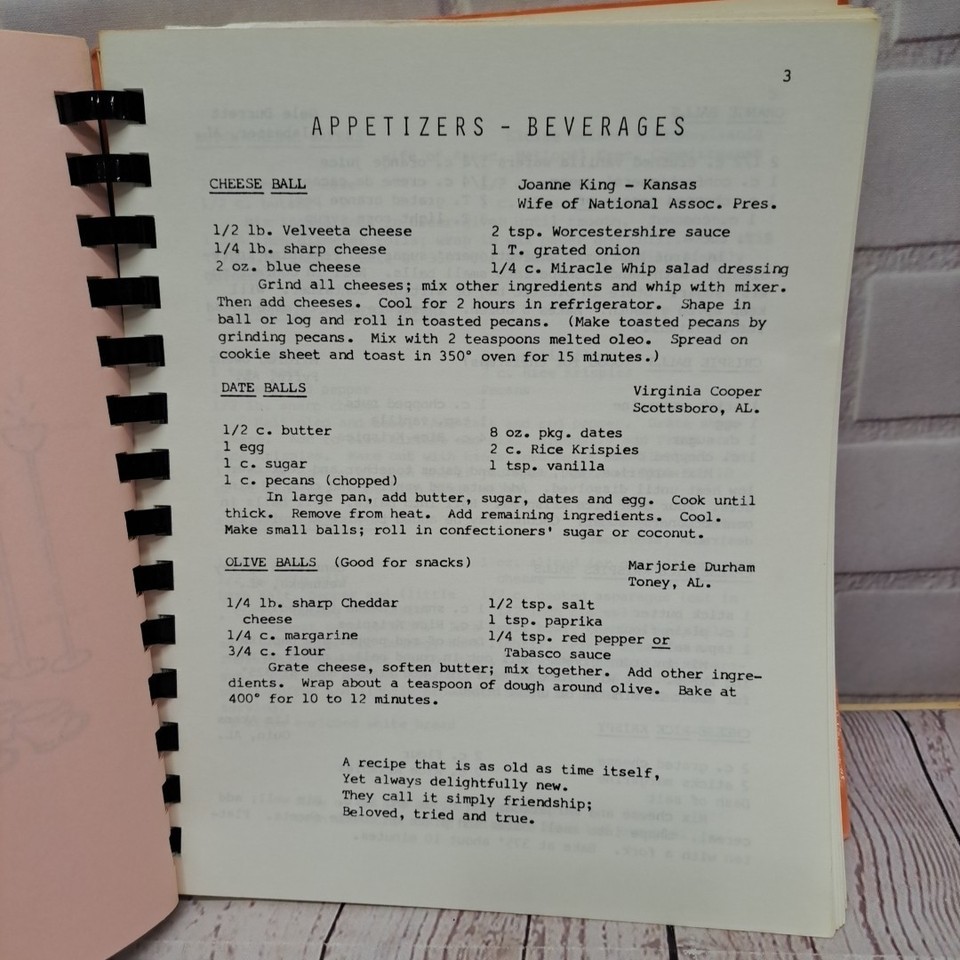 3
APPETIZERS - BEVERAGES
CHEESE BALL Joanne King - Kansas
Wife of National Assoc. Pres.
1/2 lb. Velveeta cheese 2 tsp. Worcestershire sauce
1/4 lb. sharp cheese 1 T. grated onion
2 oz. blue cheese 1/4 c. Miracle Whip salad dressing
Grind all cheeses; mix other ingredients and whip with mixer.
Then add cheeses. Cool for 2 hours in refrigerator. Shape in
ball or log and roll in toasted pecans. (Make toasted pecans by
grinding pecans. Mix with 2 teaspoons melted oleo. Spread on
cookie sheet and toast in 350° oven for 15 minutes.)
DATE BALLS Virginia Cooper
Scottsboro, AL.
1/2 c. butter 8 oz. pkg. dates
1 egg 2 c. Rice Krispies
1 c. sugar 1 tsp. vanilla
1 c. pecans (chopped)
In large pan, add butter, sugar, dates and egg. Cook until
thick. Remove from heat. Add remaining ingredients. Cool.
Make small balls; roll in confectioners' sugar or coconut.
OLIVE BALLS (Good for snacks) Marjorie Durham
Toney, AL.
1/4 lb. sharp Cheddar 1/2 tsp. salt
cheese 1 tsp. paprika
1/4 c. margarine 1/4 tsp. red pepper or
3/4 c. flour Tabasco sauce
Grate cheese, soften butter; mix together. Add other ingre-
dients. Wrap about a teaspoon of dough around olive. Bake at
400° for 10 to 12 minutes.
A recipe that is as old as time itself,
Yet always delightfully new.
They call it simply friendship;
Beloved, tried and true.